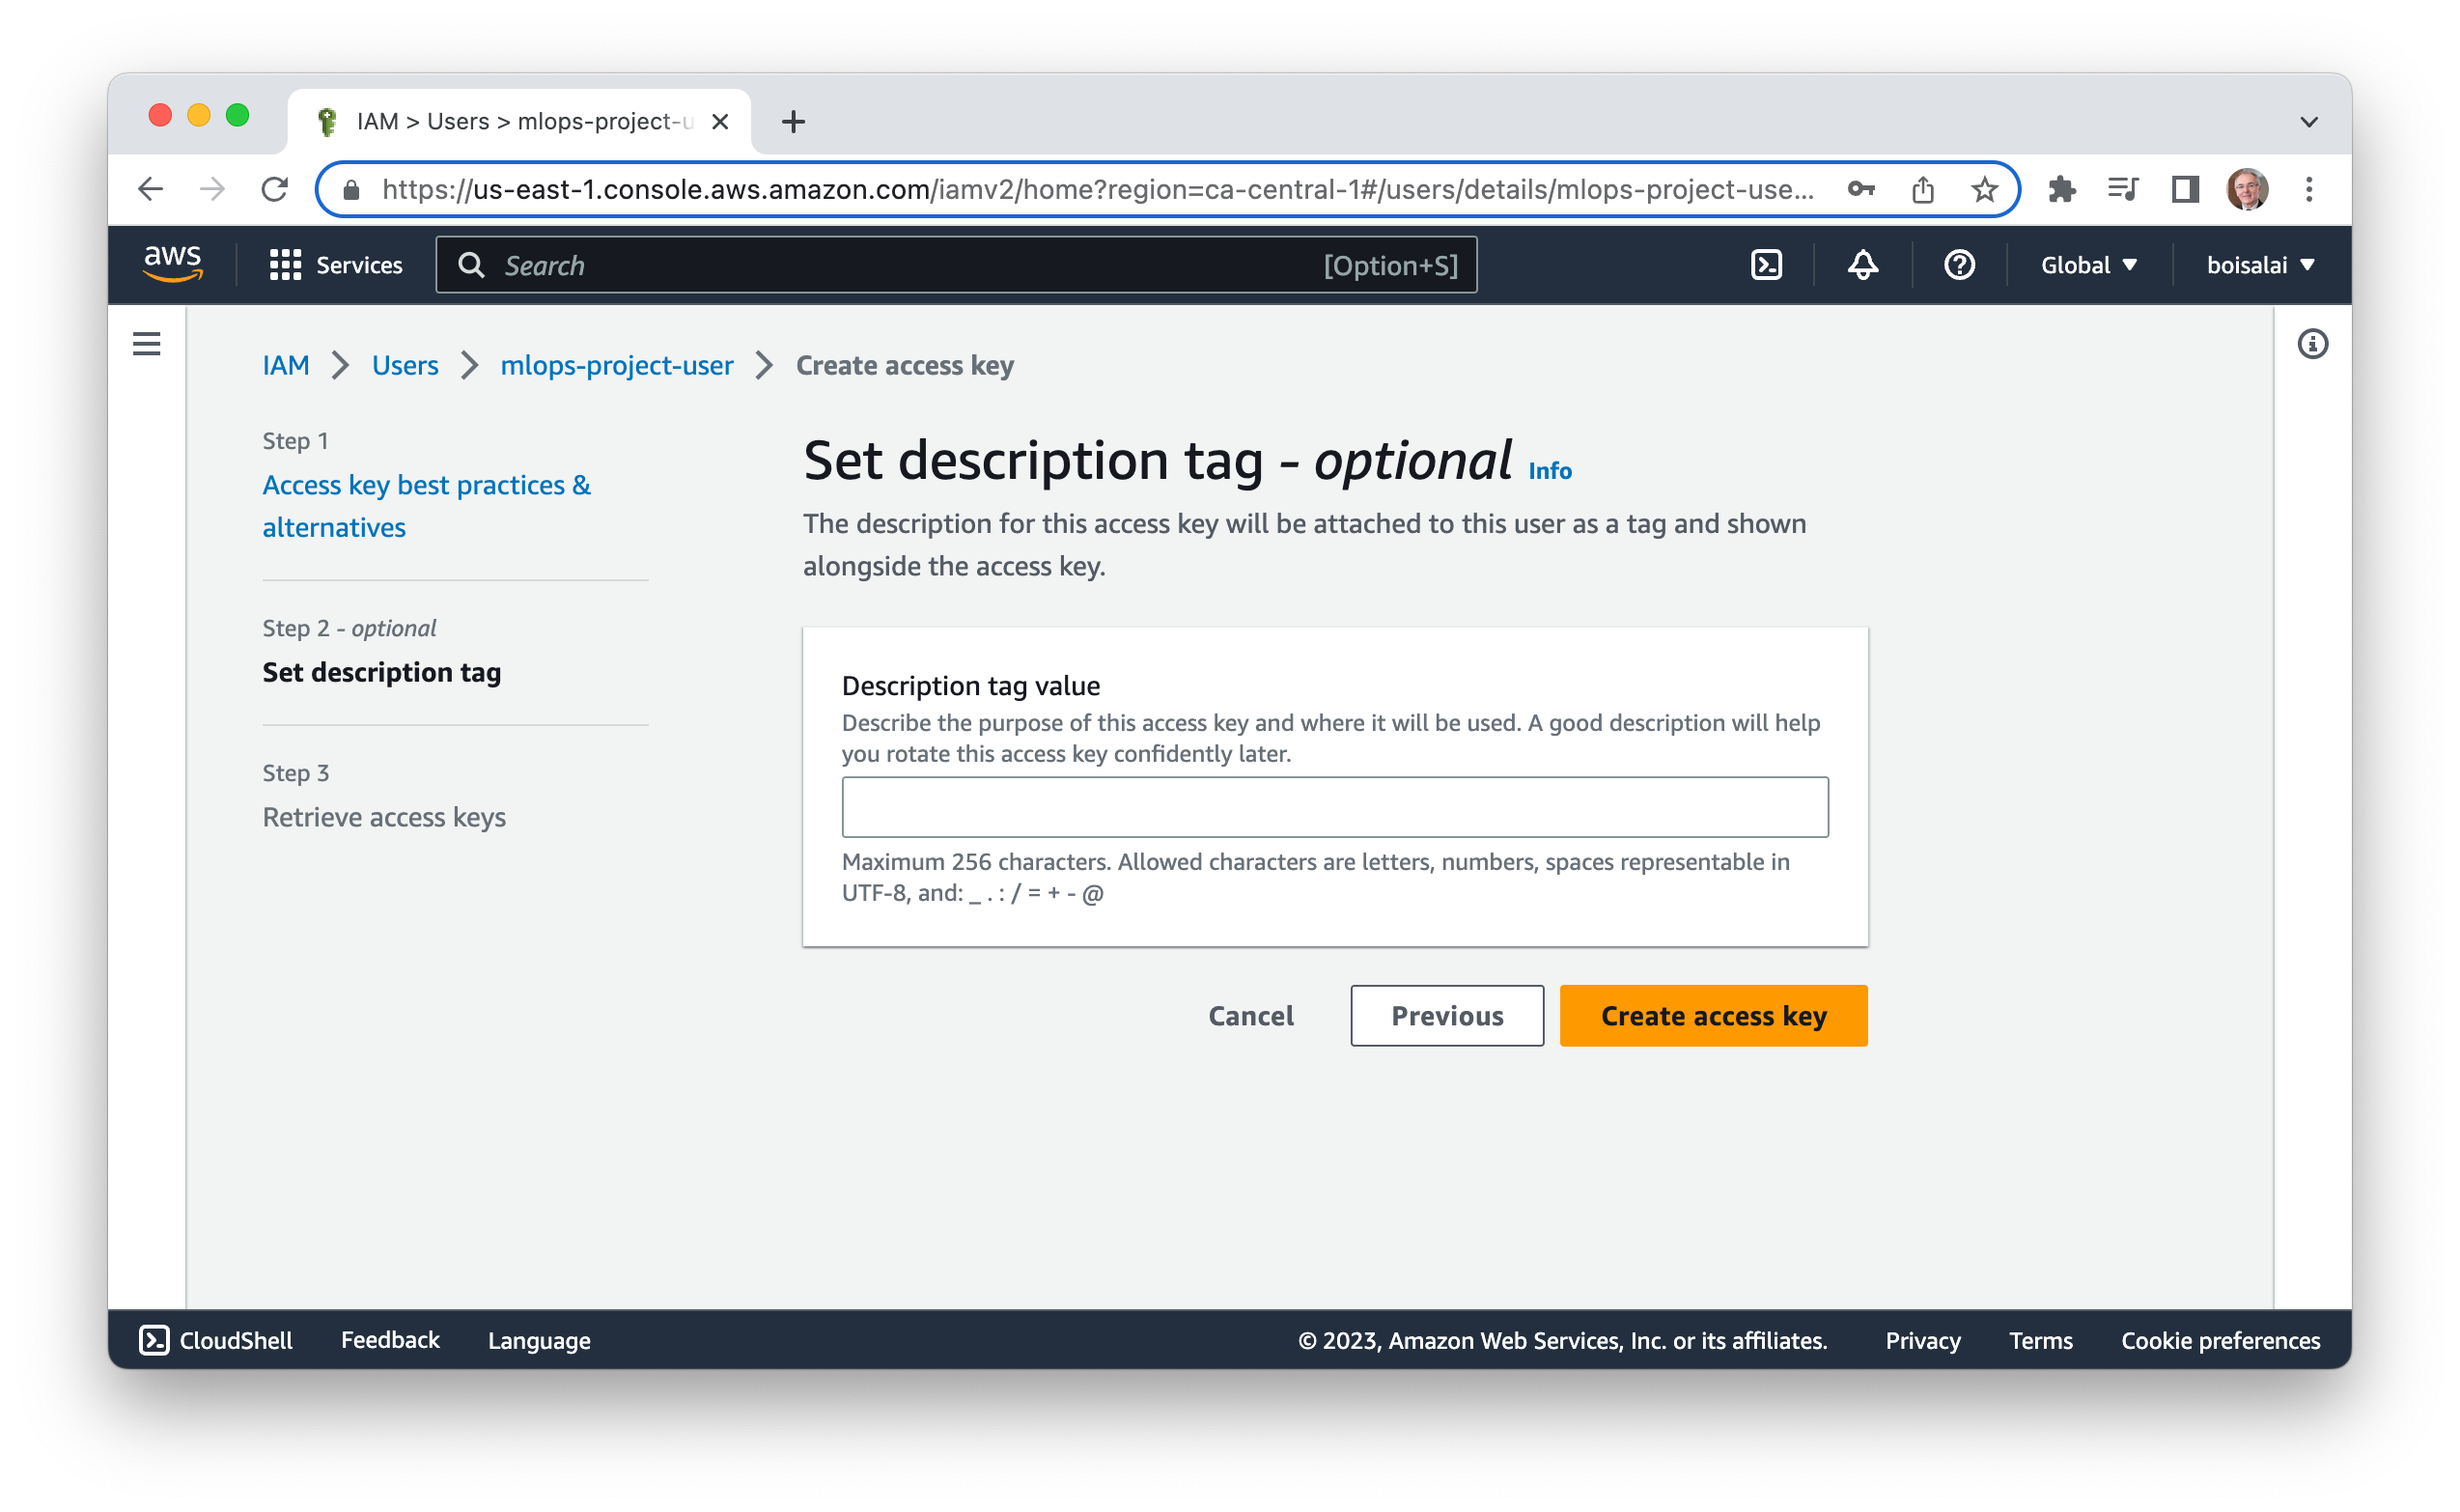 IAM > Users > mlops-project-u
https://us-east-1.console.aws.amazon.com/iamv2/home?region=ca-central-1#/users/details/mlops-project-use...
aws
Services
Search
[Option+S]
Global
boisalai
IAM
Users
mlops-project-user
Create access key
Step 1
Access key best practices &
alternatives
Step 2 - optional
Set description tag
Step 3
Retrieve access keys
Set description tag - optional Info
The description for this access key will be attached to this user as a tag and shown
alongside the access key.
Description tag value
Describe the purpose of this access key and where it will be used. A good description will help
you rotate this access key confidently later.
Maximum 256 characters. Allowed characters are letters, numbers, spaces representable in
UTF-8, and: _ . : / = + - @
Cancel
Previous
Create access key
CloudShell
Feedback
Language
© 2023, Amazon Web Services, Inc. or its affiliates.
Privacy
Terms
Cookie preferences